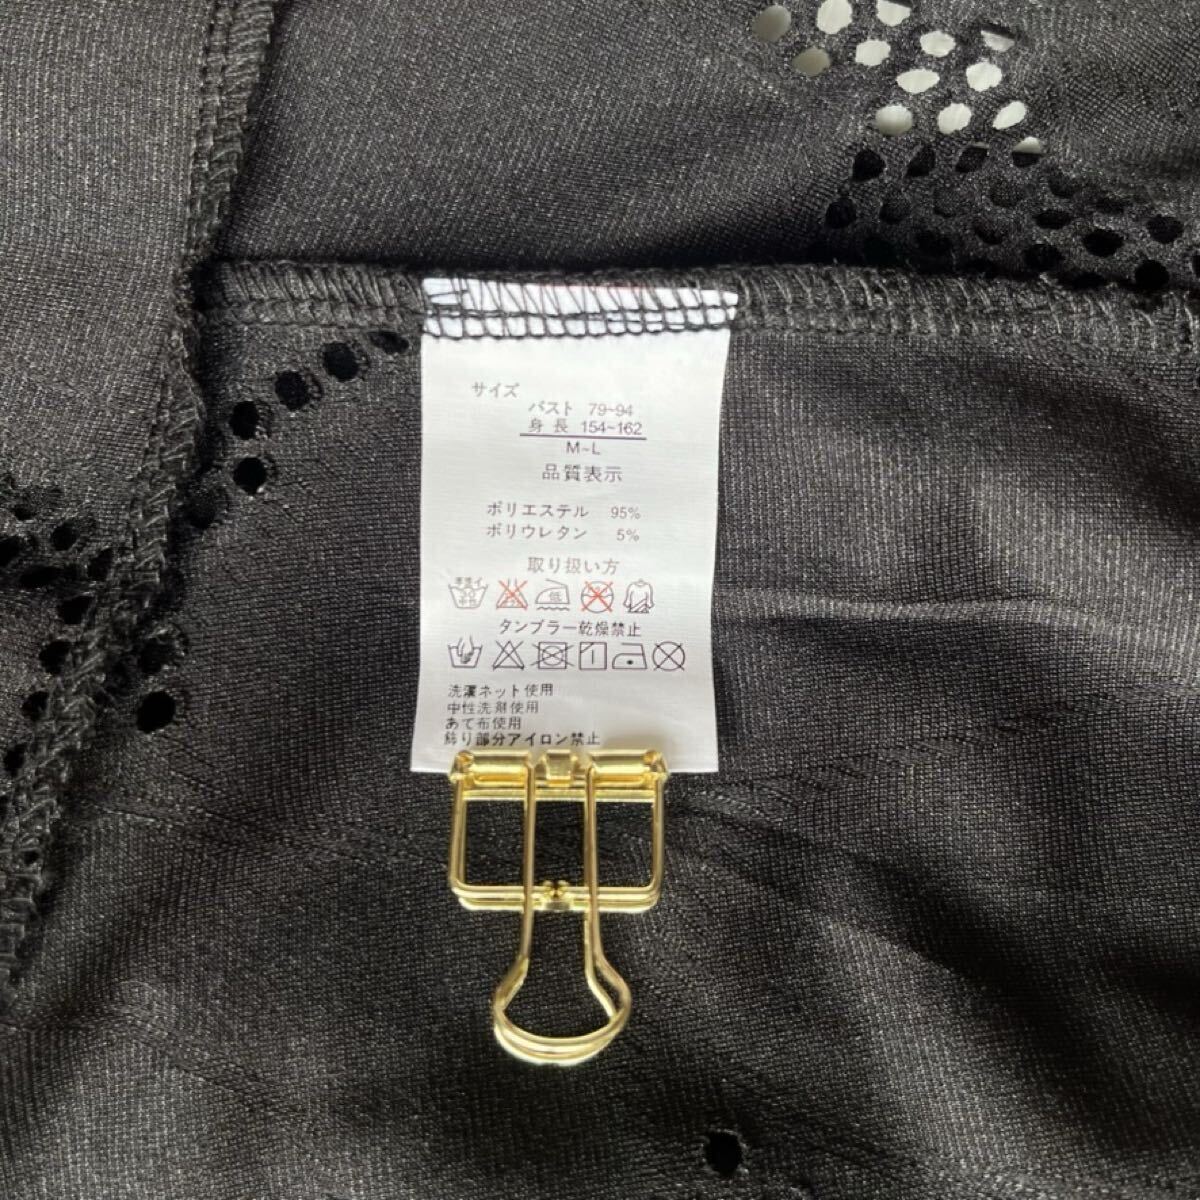 サイズ
バスト 79~94
身長 154~162
M~L
品質表示
ポリエステル 95%
ポリウレタン 5%
取り扱い方
低
タンブラー乾燥禁止
洗濯ネット使用
中性洗剤使用
あて布使用
飾り部分アイロン禁止